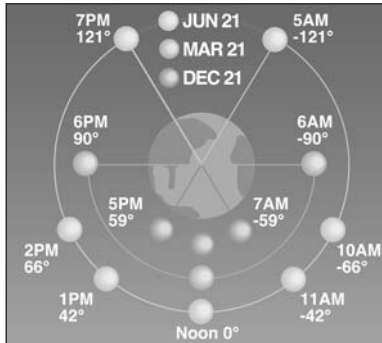 7PM
121°
JUN 21
MAR 21
DEC 21
5AM
-121°
6PM
90°
6AM
-90°
5PM
59°
7AM
-59°
2PM
66°
10AM
-66°
1PM
42°
11AM
-42°
Noon 0°